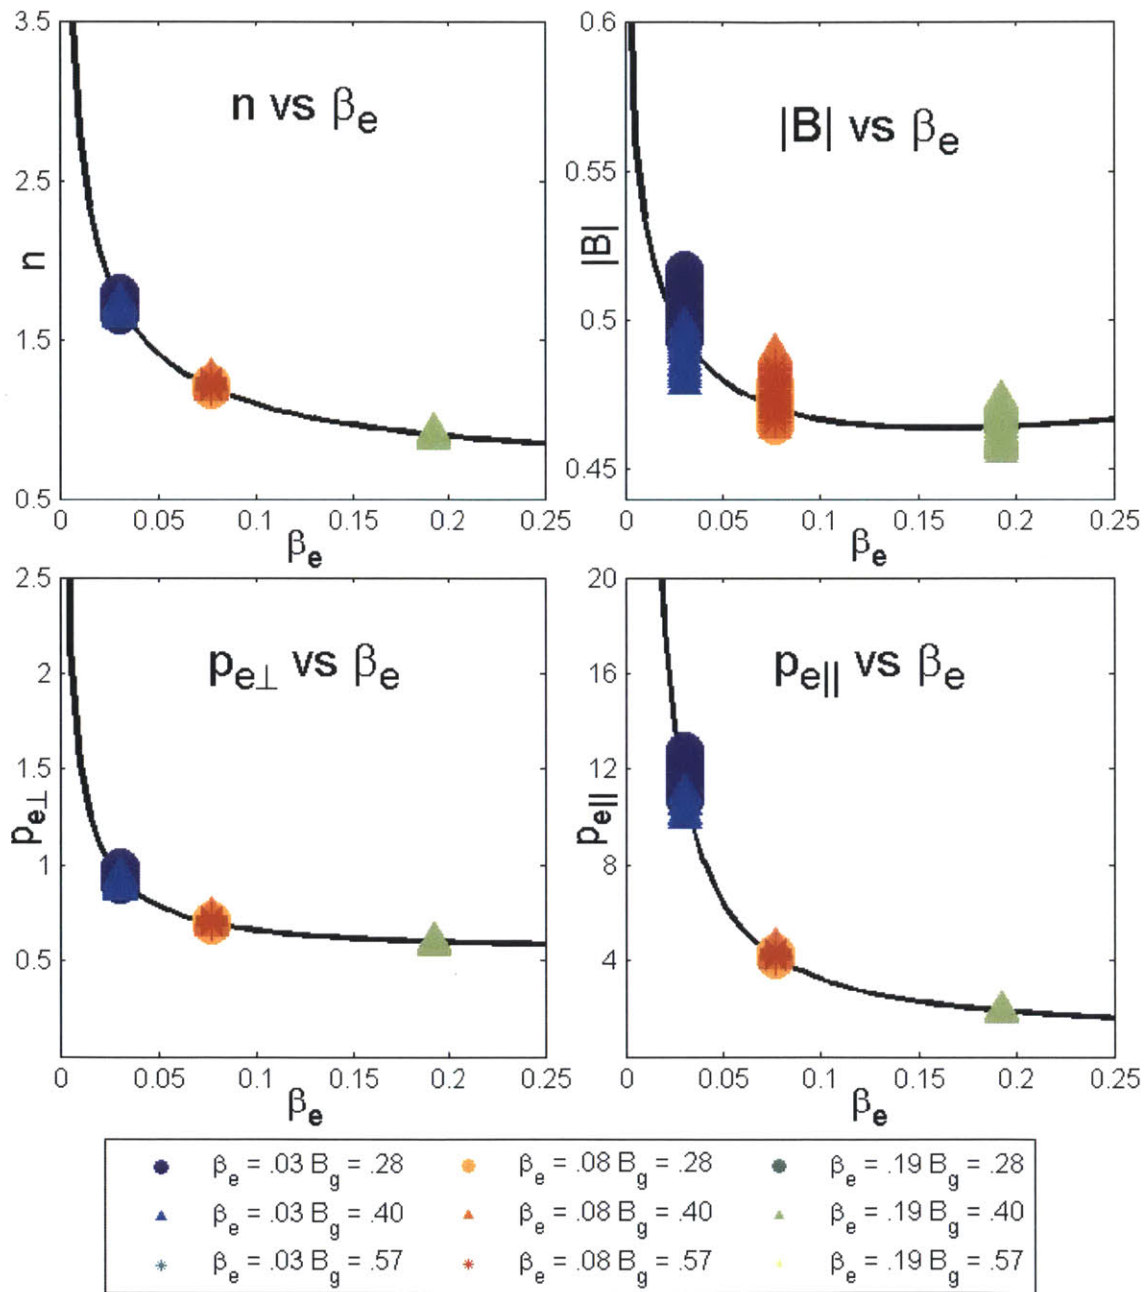 n vs βe
3.5
2.5
1.5
0.5
n
0 0.05 0.1 0.15 0.2 0.25
βe
|B| vs βe
0.6
0.55
0.5
0.45
|B|
0 0.05 0.1 0.15 0.2 0.25
βe
pe⊥ vs βe
2.5
2
1.5
1
0.5
pe⊥
0 0.05 0.1 0.15 0.2 0.25
βe
pe|| vs βe
20
16
12
8
4
pe||
0 0.05 0.1 0.15 0.2 0.25
βe
βe = .03 Bg = .28 βe = .08 Bg = .28 βe = .19 Bg = .28
βe = .03 Bg = .40 βe = .08 Bg = .40 βe = .19 Bg = .40
βe = .03 Bg = .57 βe = .08 Bg = .57 βe = .19 Bg = .57